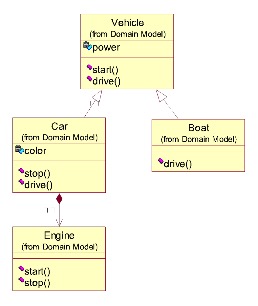 Vehicle
(from Domain Model)
power
start()
drive()
Car
(from Domain Model)
color
stop()
drive()
Boat
(from Domain Model)
drive()
1
Engine
(from Domain Model)
start()
stop()